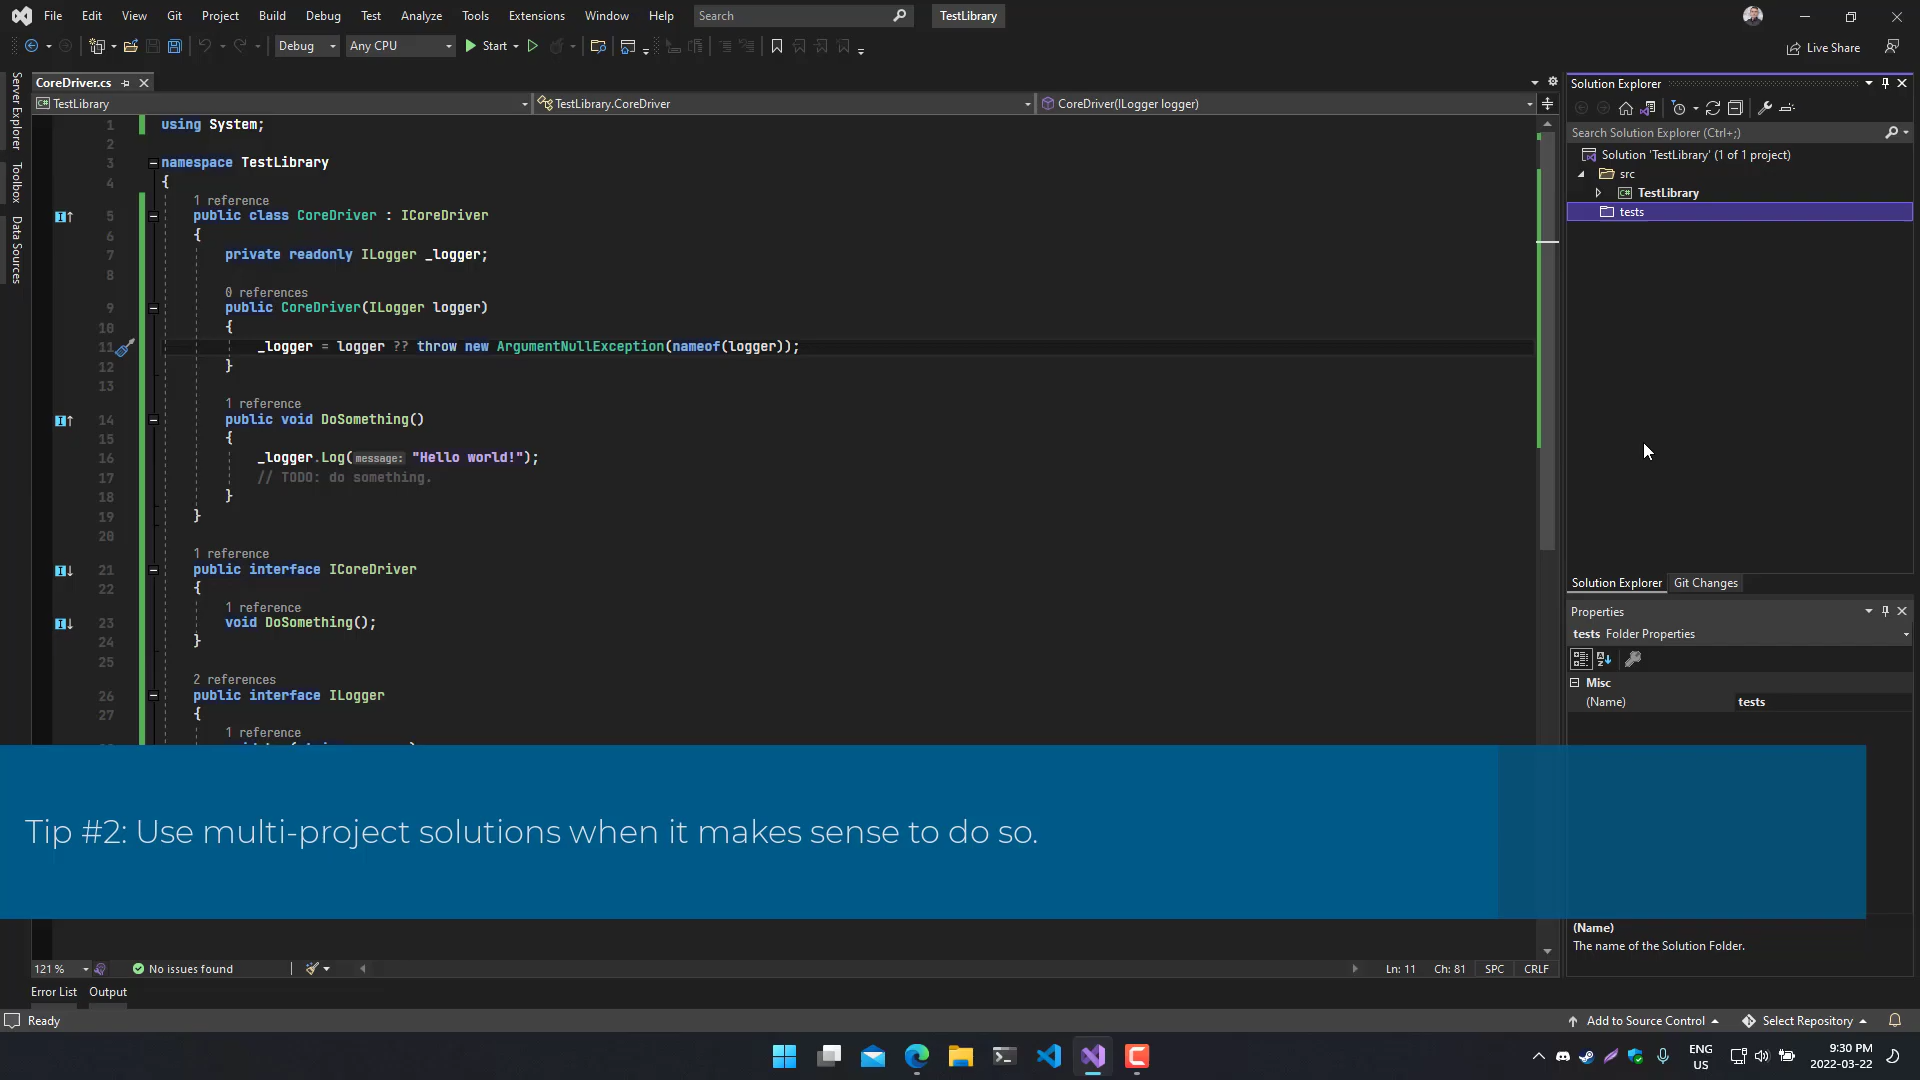 File Edit View Git Project Build Debug Test Analyze Tools Extensions Window Help Search TestLibrary
Debug Any CPU Start Live Share
Server Explorer
Toolbox
Data Sources
CoreDriver.cs
TestLibrary TestLibrary.CoreDriver CoreDriver(ILogger logger)
1 using System;
2
3 namespace TestLibrary
4 {
1 reference
5 public class CoreDriver : ICoreDriver
6 {
7 private readonly ILogger _logger;
8
0 references
9 public CoreDriver(ILogger logger)
10 {
11 _logger = logger ?? throw new ArgumentNullException(nameof(logger));
12 }
13
1 reference
14 public void DoSomething()
15 {
16 _logger.Log(message: "Hello world!");
17 // TODO: do something.
18 }
19 }
20
1 reference
21 public interface ICoreDriver
22 {
1 reference
23 void DoSomething();
24 }
25
2 references
26 public interface ILogger
27 {
1 reference
Solution Explorer
Search Solution Explorer (Ctrl+;)
Solution 'TestLibrary' (1 of 1 project)
src
TestLibrary
tests
Solution Explorer Git Changes
Properties
tests Folder Properties
Misc
(Name) tests
Tip #2: Use multi-project solutions when it makes sense to do so.
(Name)
The name of the Solution Folder.
121 % No issues found Ln: 11 Ch: 81 SPC CRLF
Error List Output
Ready Add to Source Control Select Repository
ENG
US
9:30 PM
2022-03-22